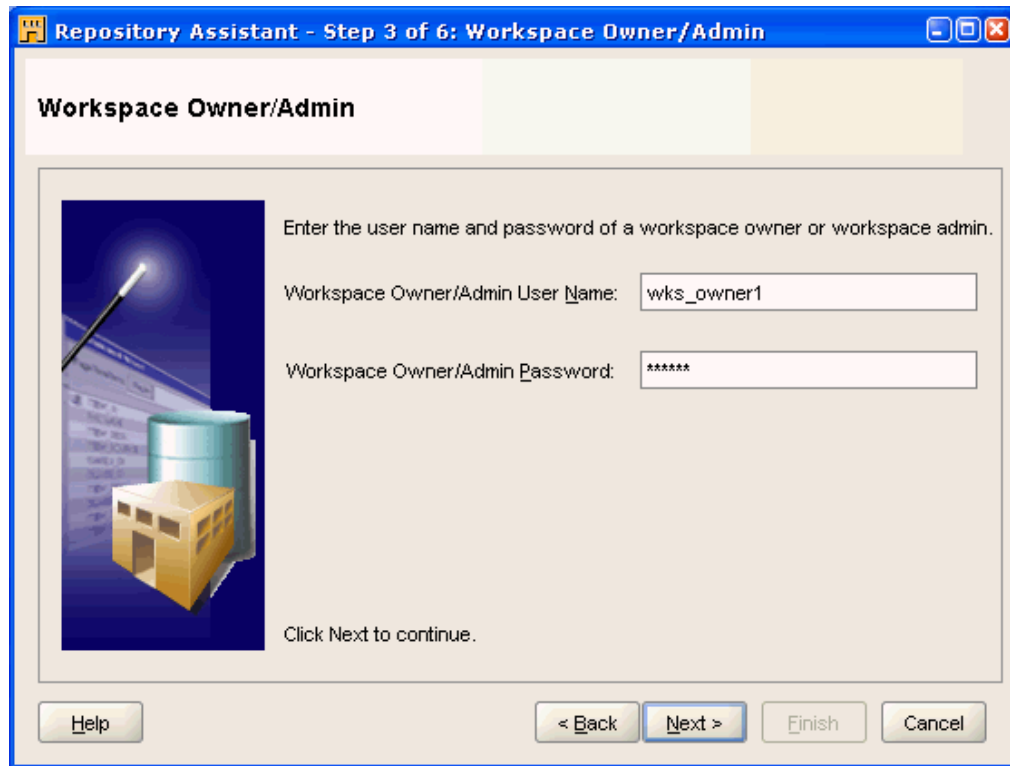 Repository Assistant - Step 3 of 6: Workspace Owner/Admin
Workspace Owner/Admin
Enter the user name and password of a workspace owner or workspace admin.
Workspace Owner/Admin User Name: wks_owner1
Workspace Owner/Admin Password: ******
Click Next to continue.
Help < Back Next > Finish Cancel